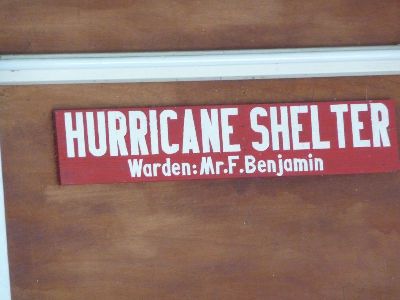 HURRICANE SHELTER
Warden: Mr.F.Benjamin